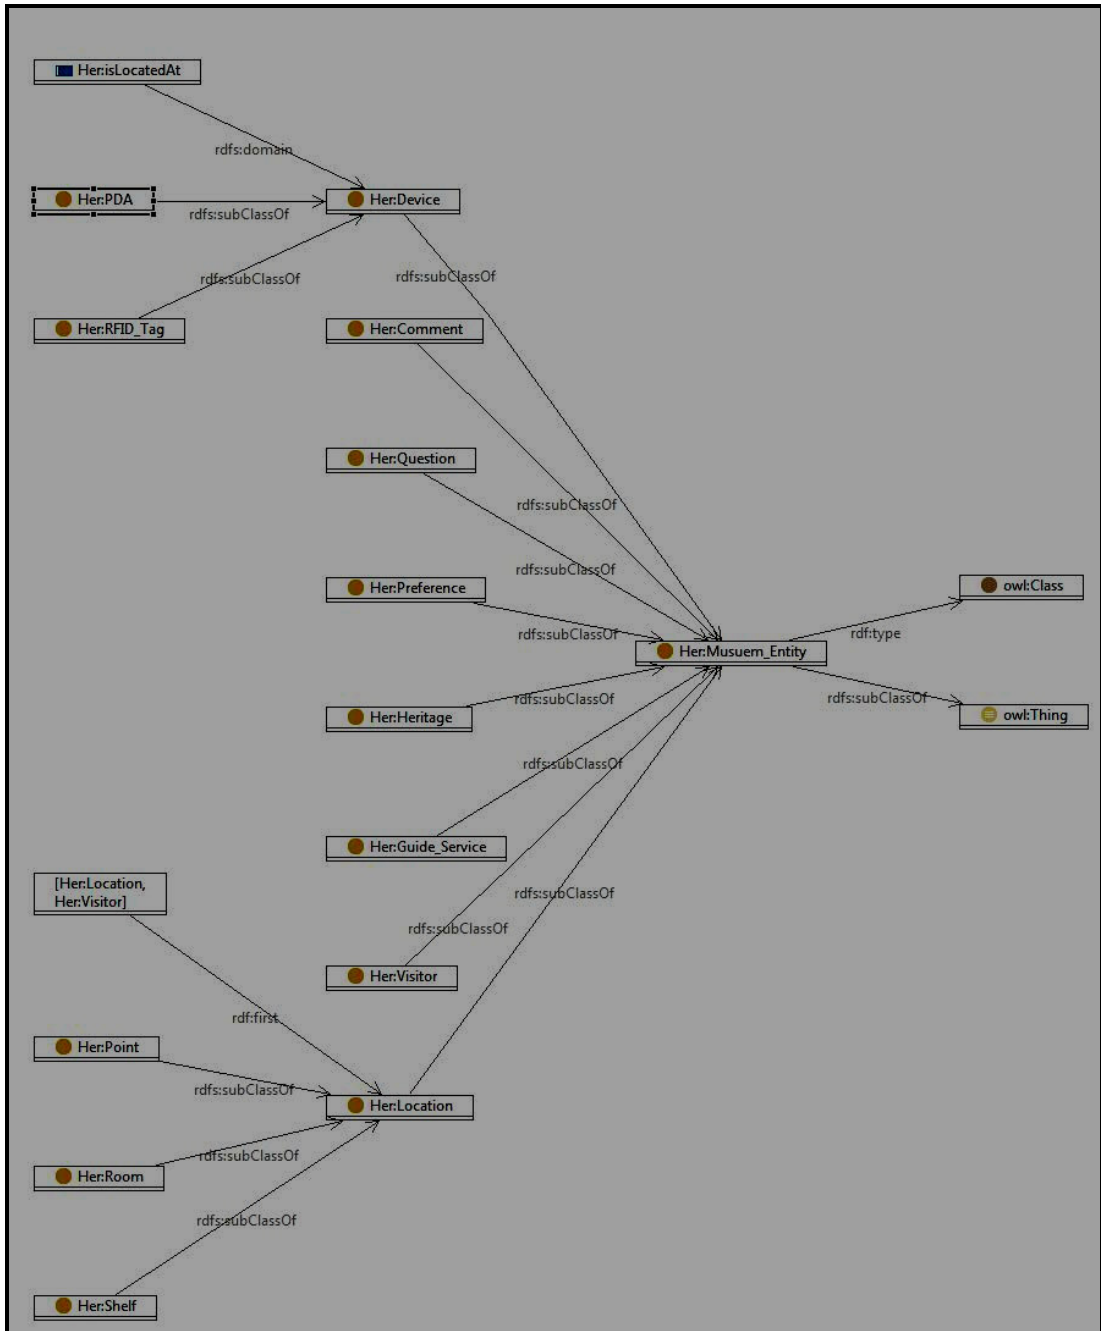 Her:isLocatedAt
rdfs:domain
Her:PDA
rdfs:subClassOf
Her:Device
rdfs:subClassOf
rdfs:subClassOf
Her:RFID_Tag
Her:Comment
Her:Question
rdfs:subClassOf
rdfs:subClassOf
Her:Preference
owl:Class
rdfs:subClassOf
rdf:type
Her:Musuem_Entity
rdfs:subClassOf
rdfs:subClassOf
Her:Heritage
owl:Thing
rdfs:subClassOf
Her:Guide_Service
[Her:Location,
Her:Visitor]
rdfs:subClassOf
rdfs:subClassOf
Her:Visitor
rdf:first
Her:Point
rdfs:subClassOf
Her:Location
rdfs:subClassOf
Her:Room
rdfs:subClassOf
Her:Shelf